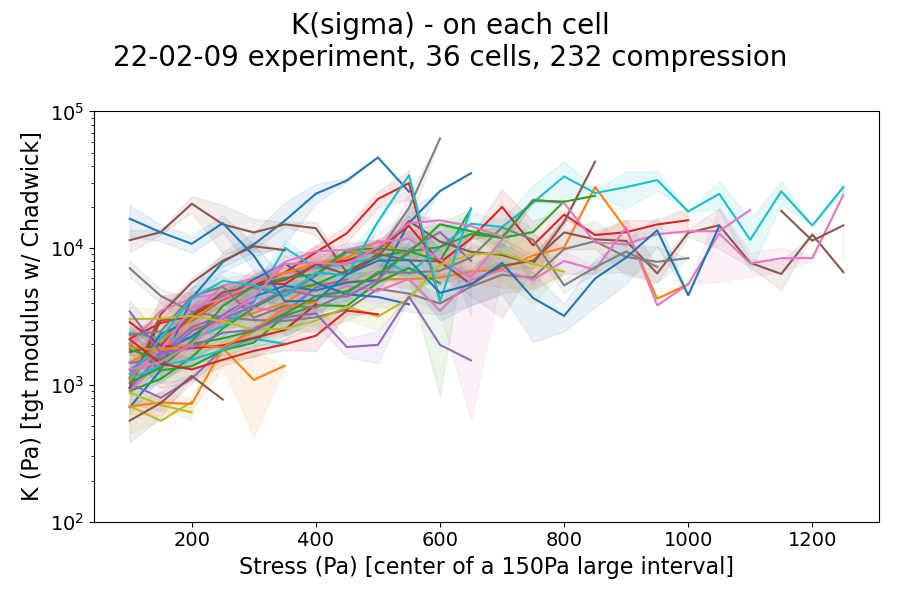 K(sigma) - on each cell
22-02-09 experiment, 36 cells, 232 compression
K (Pa) [tgt modulus w/ Chadwick]
10^5
10^4
10^3
10^2
200 400 600 800 1000 1200
Stress (Pa) [center of a 150Pa large interval]